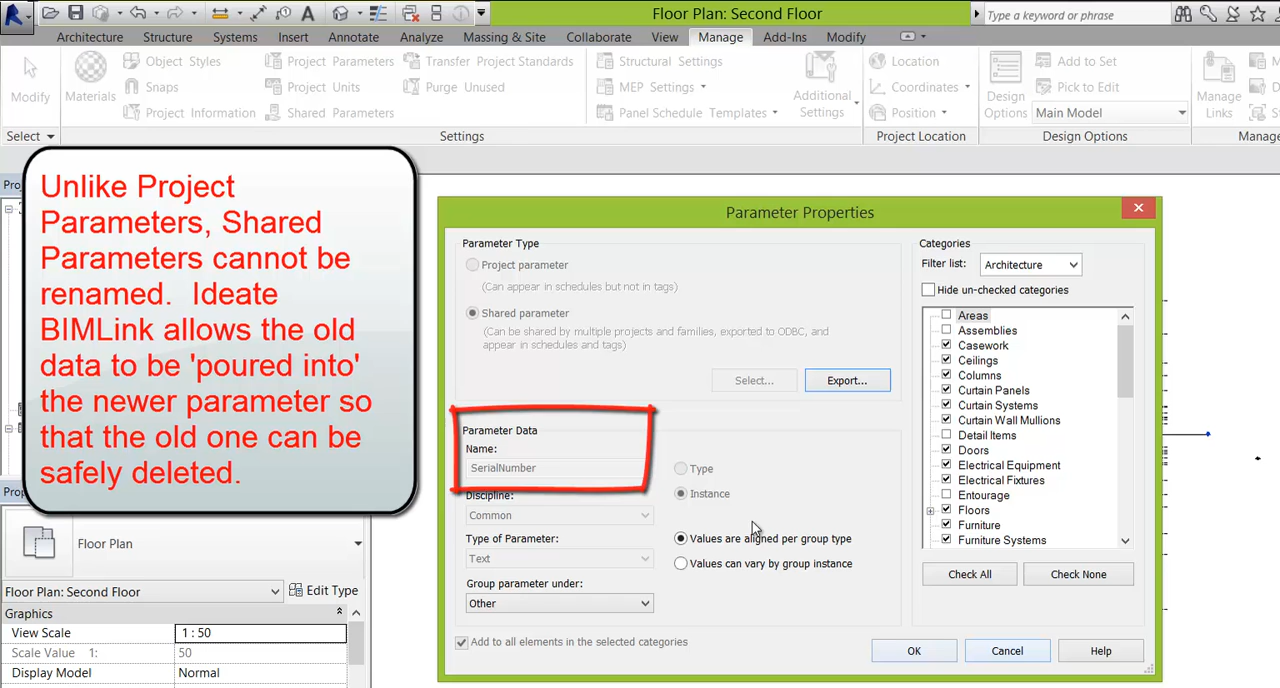 Floor Plan: Second Floor
Type a keyword or phrase
Architecture Structure Systems Insert Annotate Analyze Massing & Site Collaborate View Manage Add-Ins Modify
Modify
Materials
Object Styles
Snaps
Project Information
Project Parameters
Project Units
Shared Parameters
Transfer Project Standards
Purge Unused
Structural Settings
MEP Settings
Panel Schedule Templates
Additional
Settings
Location
Coordinates
Position
Design
Options
Add to Set
Pick to Edit
Main Model
Manage
Links
Select
Settings
Project Location
Design Options
Manage
Unlike Project
Parameters, Shared
Parameters cannot be
renamed. Ideate
BIMLink allows the old
data to be 'poured into'
the newer parameter so
that the old one can be
safely deleted.
Parameter Properties
Parameter Type
Project parameter
(Can appear in schedules but not in tags)
Shared parameter
(Can be shared by multiple projects and families, exported to ODBC, and
appear in schedules and tags)
Select...
Export...
Parameter Data
Name:
SerialNumber
Discipline:
Common
Type of Parameter:
Text
Group parameter under:
Other
Type
Instance
Values are aligned per group type
Values can vary by group instance
Add to all elements in the selected categories
Categories
Filter list:
Architecture
Hide un-checked categories
Areas
Assemblies
Casework
Ceilings
Columns
Curtain Panels
Curtain Systems
Curtain Wall Mullions
Detail Items
Doors
Electrical Equipment
Electrical Fixtures
Entourage
Floors
Furniture
Furniture Systems
Check All
Check None
OK
Cancel
Help
Floor Plan
Floor Plan: Second Floor
Edit Type
Graphics
View Scale 1 : 50
Scale Value 1: 50
Display Model Normal